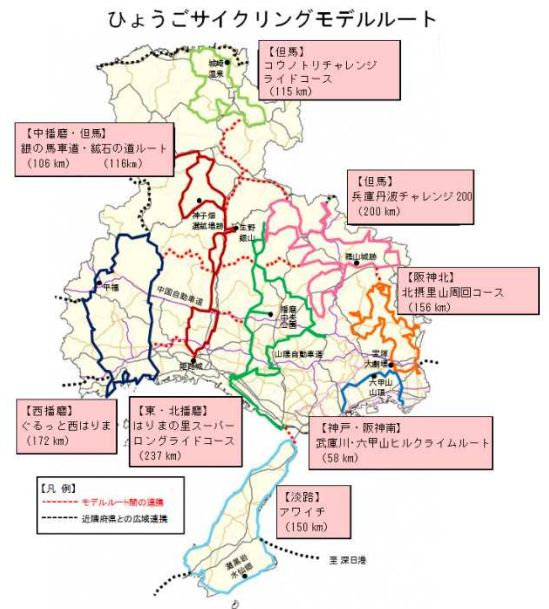 ひょうごサイクリングモデルルート
【但馬】
コウノトリチャレンジ
ライドコース
(115 km)
城崎
温泉
【中播磨・但馬】
銀の馬車道・鉱石の道ルート
(106 km) (116km)
【但馬】
兵庫丹波チャレンジ200
(200 km)
神子畑
選鉱場跡
生野
銀山
篠山城跡
【阪神北】
北摂里山周回コース
(156 km)
平福
中国自動車道
播磨
中央
公園
山陽自動車道
宝塚
大劇場
姫路城
六甲山
山頂
【西播磨】
ぐるっと西はりま
(172 km)
【東・北播磨】
はりまの里スーパー
ロングライドコース
(237 km)
【神戸・阪神南】
武庫川・六甲山ヒルクライムルート
(58 km)
【凡 例】
モデルルート間の連携
近隣府県との広域連携
【淡路】
アワイチ
(150 km)
灘黒岩
水仙郷
至 深日港